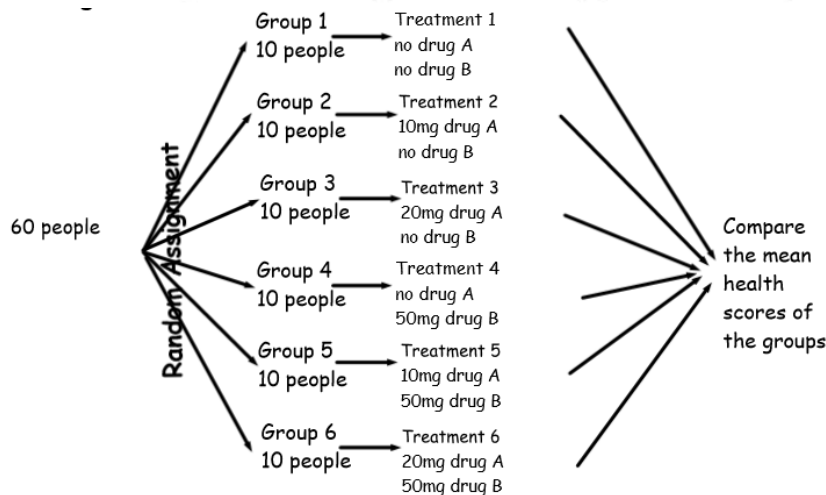 60 people
Random Assignment
Group 1
10 people
Treatment 1
no drug A
no drug B
Group 2
10 people
Treatment 2
10mg drug A
no drug B
Group 3
10 people
Treatment 3
20mg drug A
no drug B
Group 4
10 people
Treatment 4
no drug A
50mg drug B
Group 5
10 people
Treatment 5
10mg drug A
50mg drug B
Group 6
10 people
Treatment 6
20mg drug A
50mg drug B
Compare
the mean
health
scores of
the groups